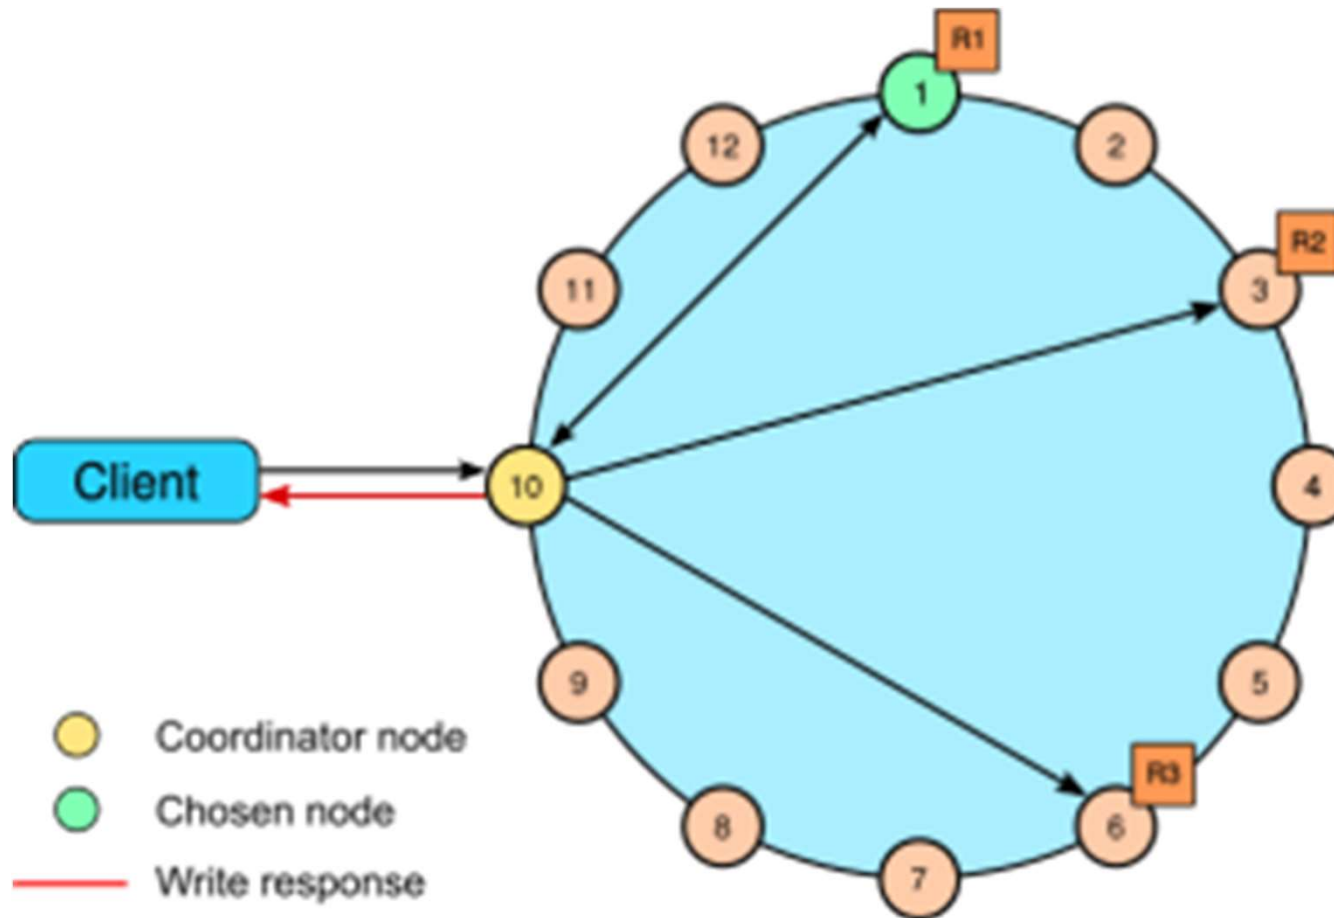 R1
1
12
2
R2
11
3
Client
10
4
9
5
Coordinator node
R3
Chosen node
8
6
7
Write response